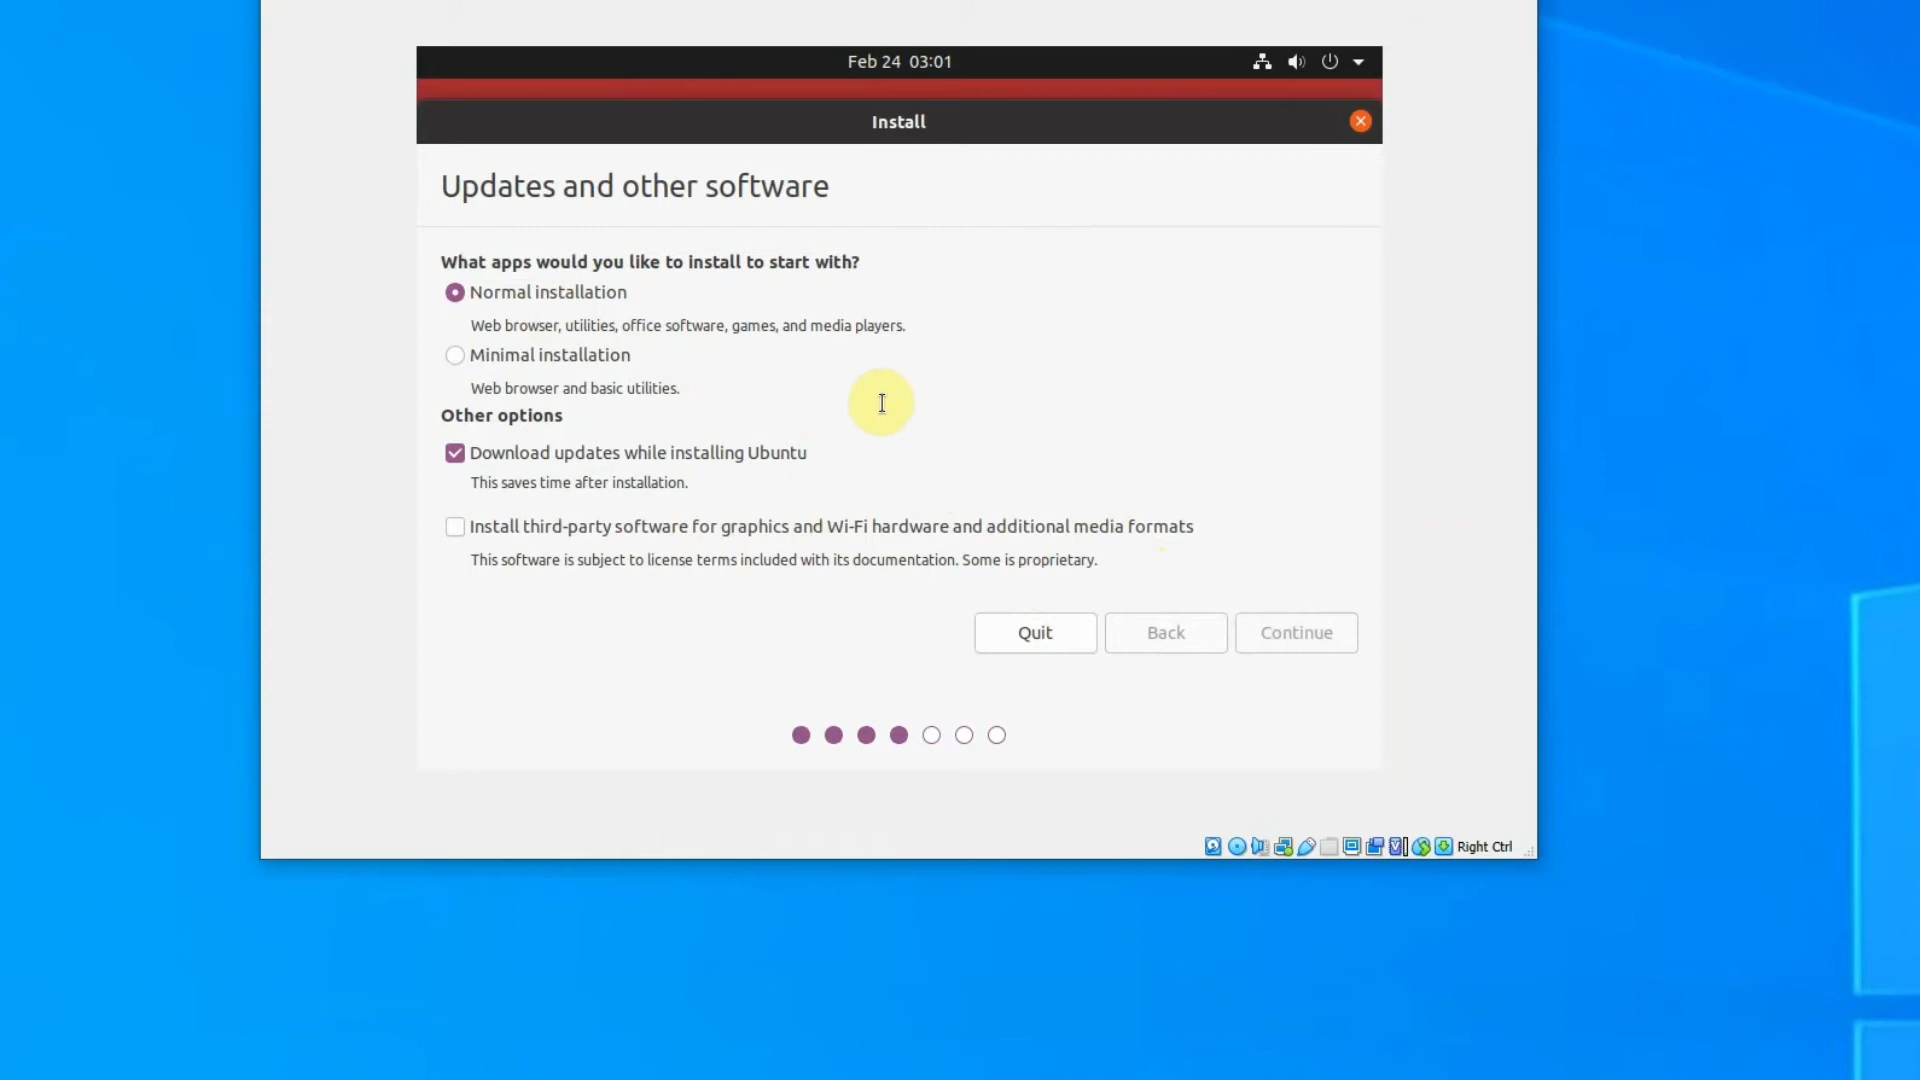 Feb 24 03:01
Install
Updates and other software
What apps would you like to install to start with?
Normal installation
Web browser, utilities, office software, games, and media players.
Minimal installation
Web browser and basic utilities.
Other options
Download updates while installing Ubuntu
This saves time after installation.
Install third-party software for graphics and Wi-Fi hardware and additional media formats
This software is subject to license terms included with its documentation. Some is proprietary.
Quit Back Continue
Right Ctrl